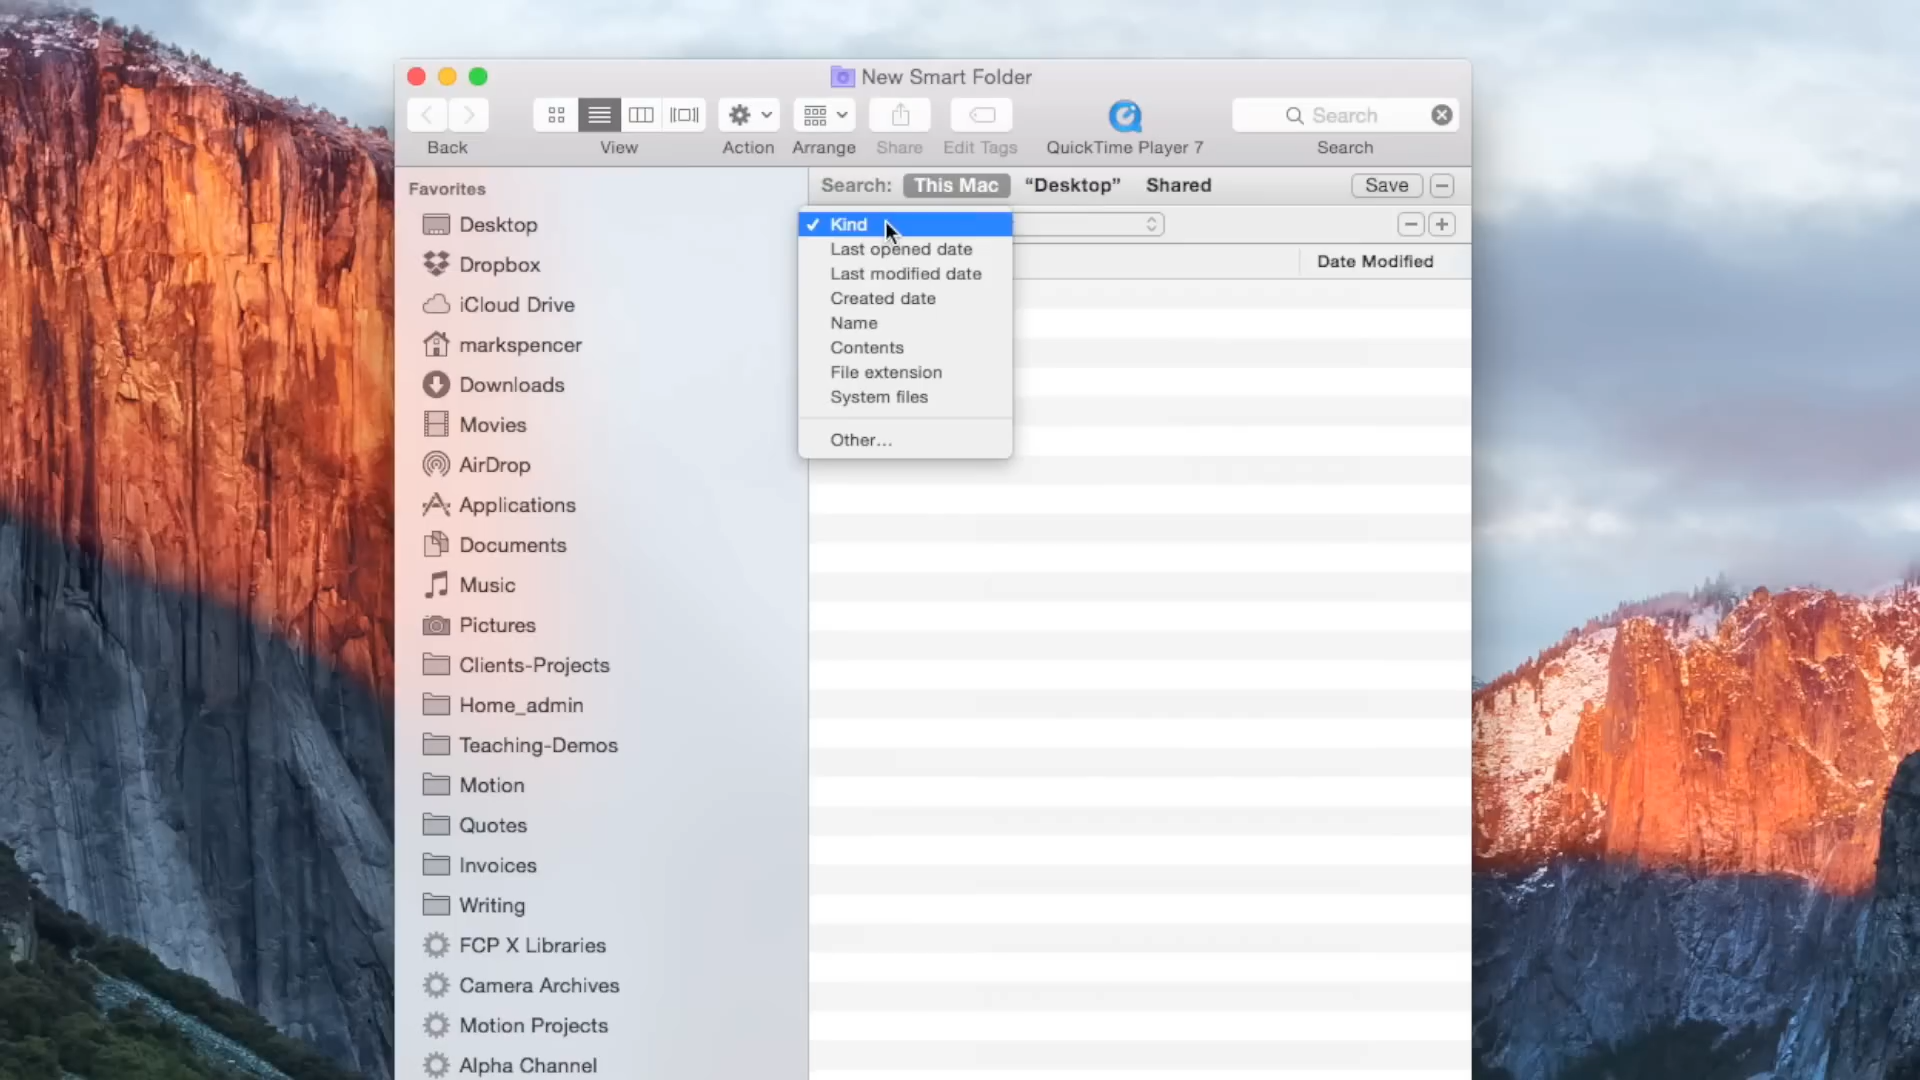 New Smart Folder
Search
Back
View
Action
Arrange
Share
Edit Tags
QuickTime Player 7
Search
Favorites
Desktop
Dropbox
iCloud Drive
markspencer
Downloads
Movies
AirDrop
Applications
Documents
Music
Pictures
Clients-Projects
Home_admin
Teaching-Demos
Motion
Quotes
Invoices
Writing
FCP X Libraries
Camera Archives
Motion Projects
Alpha Channel
Search: This Mac “Desktop” Shared Save
✓ Kind
Last opened date
Last modified date
Created date
Name
Contents
File extension
System files
Other...
Date Modified